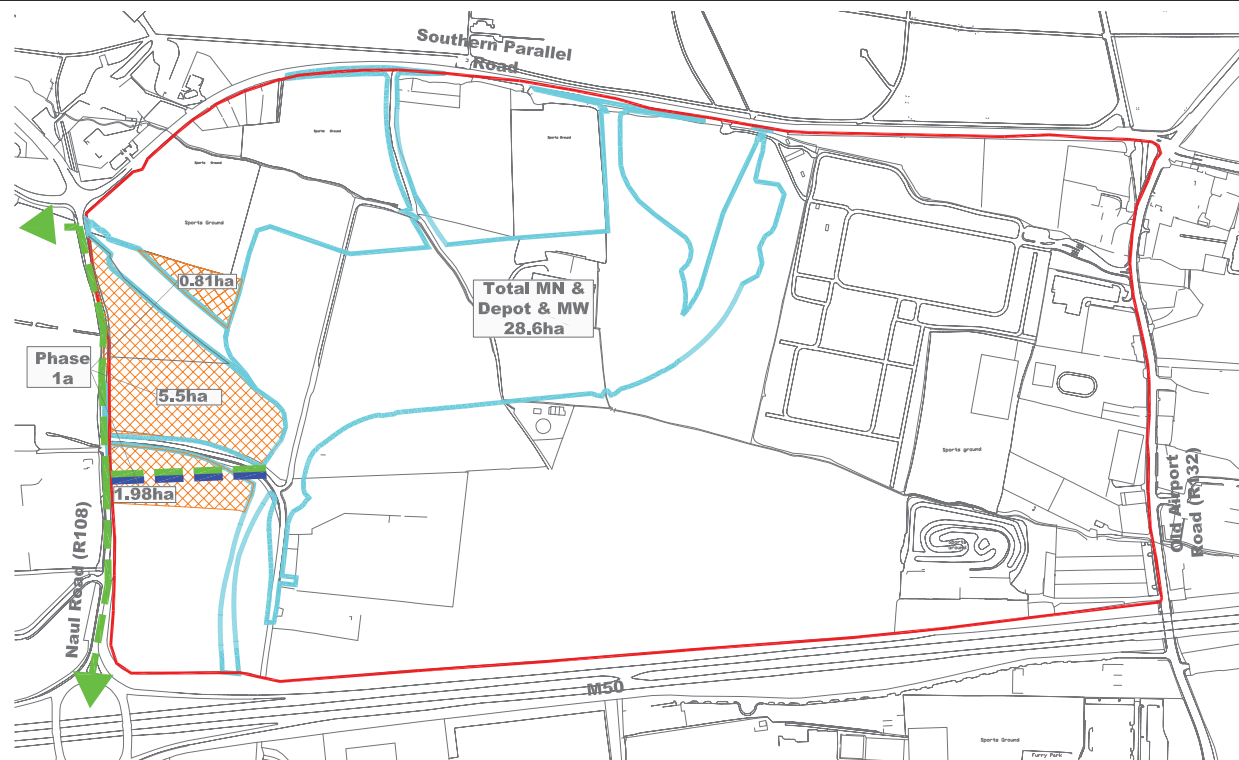 Southern Parallel
Road
Sports Ground
Sports Ground
Sports Ground
Sports Ground
0.81ha
Total MN &
Depot & MW
28.6ha
Phase
1a
5.5ha
Sports ground
1.98ha
Old Airport
Road (R132)
Naul Road (R108)
Sports
Ground
M50
Sports Ground
Furry Park